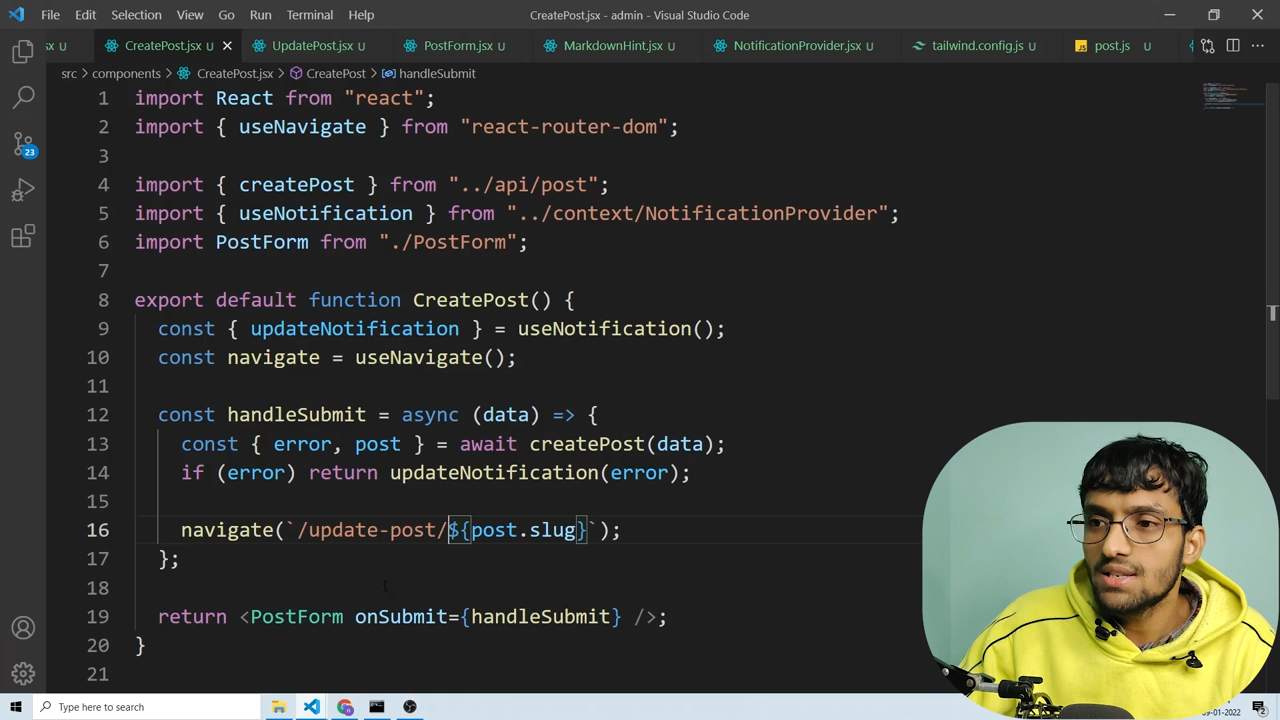 File Edit Selection View Go Run Terminal Help CreatePost.jsx - admin - Visual Studio Code
sx U CreatePost.jsx U UpdatePost.jsx U PostForm.jsx U MarkdownHint.jsx U NotificationProvider.jsx U tailwind.config.js U post.js U
src > components > CreatePost.jsx > CreatePost > handleSubmit
1 import React from "react";
2 import { useNavigate } from "react-router-dom";
3
4 import { createPost } from "../api/post";
5 import { useNotification } from "../context/NotificationProvider";
6 import PostForm from "./PostForm";
7
8 export default function CreatePost() {
9 const { updateNotification } = useNotification();
10 const navigate = useNavigate();
11
12 const handleSubmit = async (data) => {
13 const { error, post } = await createPost(data);
14 if (error) return updateNotification(error);
15
16 navigate(`/update-post/${post.slug}`);
17 };
18
19 return <PostForm onSubmit={handleSubmit} />;
20 }
21
23
Type here to search
09-01-2022
2